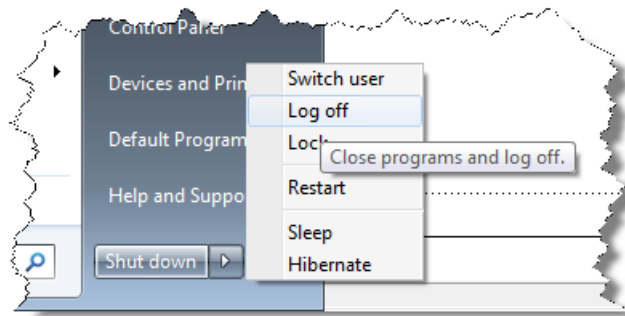 Control Panel
Devices and Prin
Default Program
Help and Suppo
Shut down
Switch user
Log off
Lock
Close programs and log off.
Restart
Sleep
Hibernate